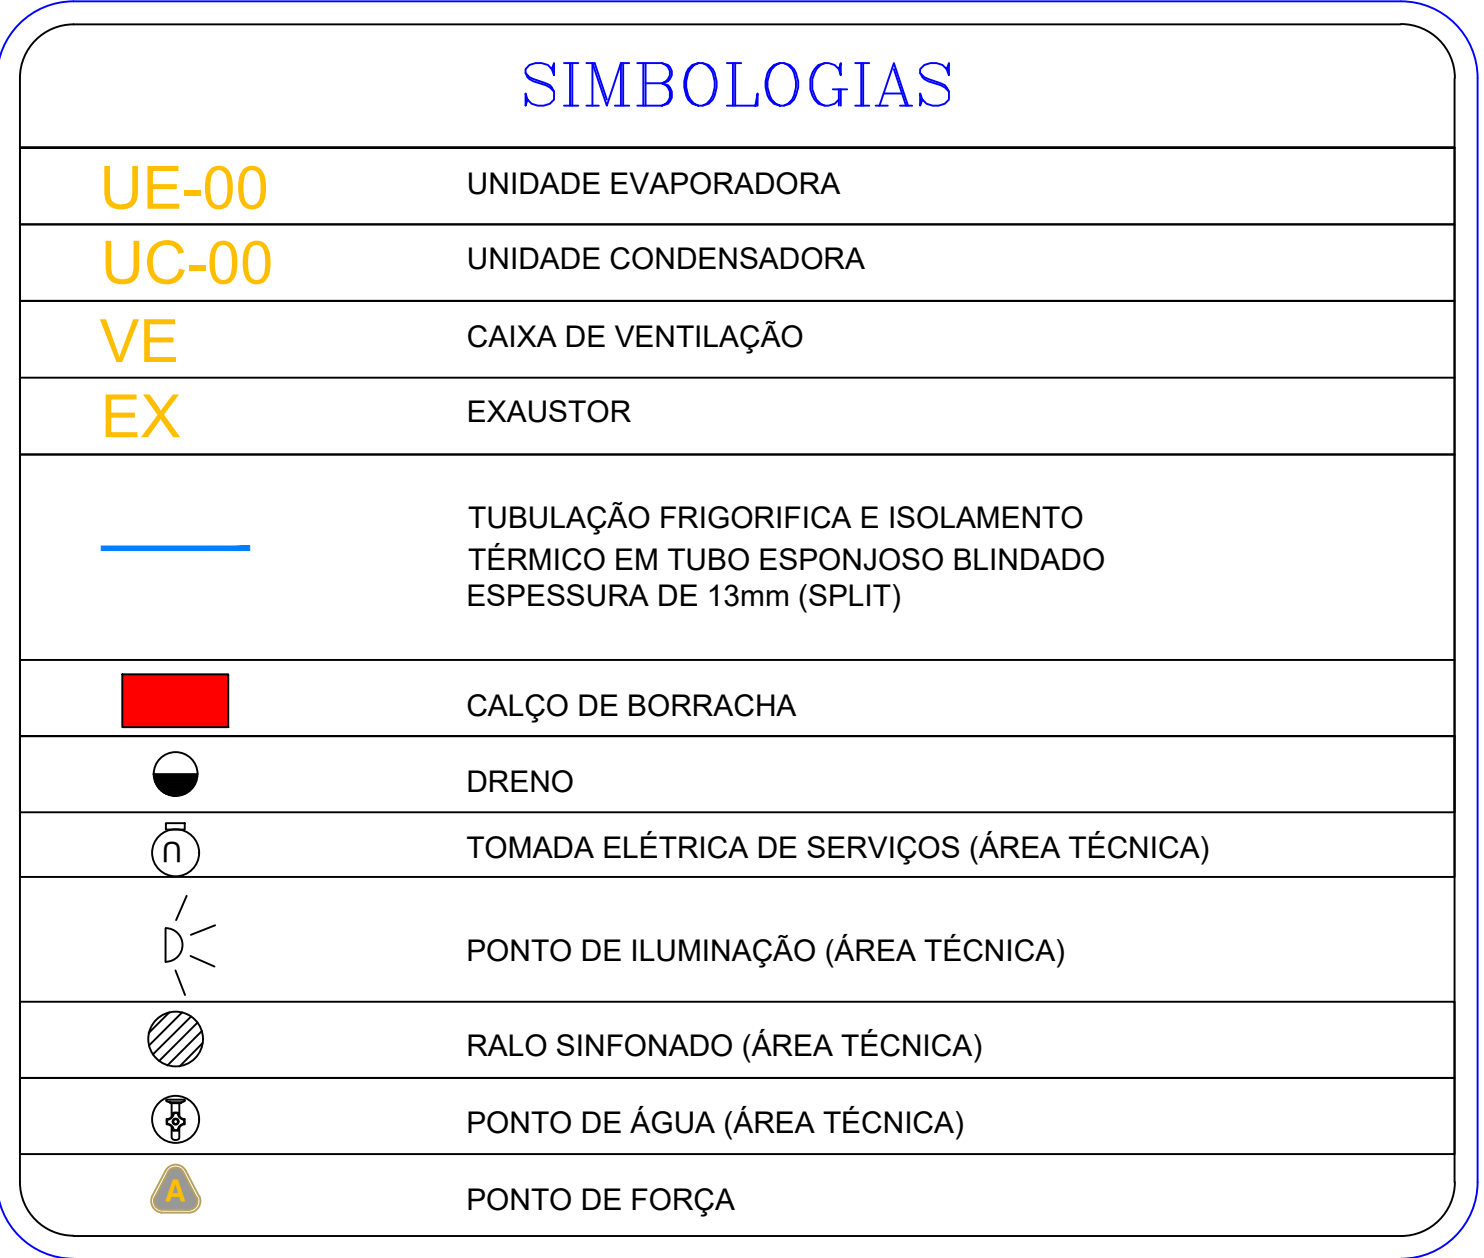 SIMBOLOGIAS
UE-00 UNIDADE EVAPORADORA
UC-00 UNIDADE CONDENSADORA
VE CAIXA DE VENTILAÇÃO
EX EXAUSTOR
TUBULAÇÃO FRIGORIFICA E ISOLAMENTO
TÉRMICO EM TUBO ESPONJOSO BLINDADO
ESPESSURA DE 13mm (SPLIT)
CALÇO DE BORRACHA
DRENO
TOMADA ELÉTRICA DE SERVIÇOS (ÁREA TÉCNICA)
PONTO DE ILUMINAÇÃO (ÁREA TÉCNICA)
RALO SINFONADO (ÁREA TÉCNICA)
PONTO DE ÁGUA (ÁREA TÉCNICA)
A PONTO DE FORÇA